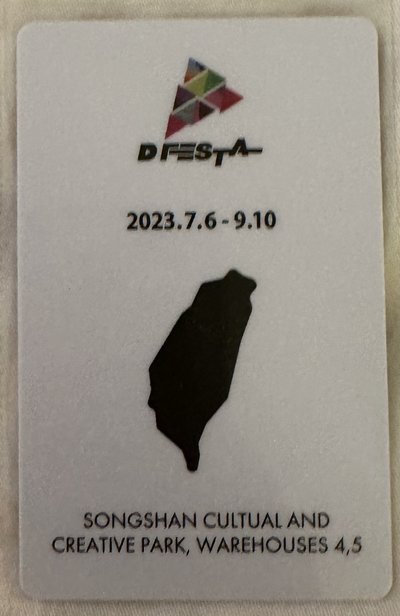 D FESTA
2023.7.6 - 9.10
SONGSHAN CULTUAL AND
CREATIVE PARK, WAREHOUSES 4,5